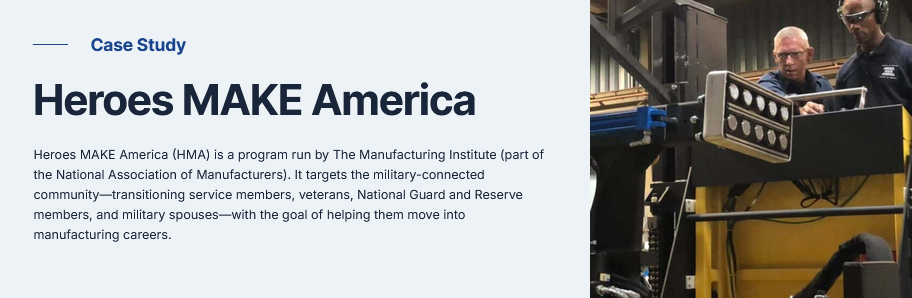 Case Study
Heroes MAKE America
Heroes MAKE America (HMA) is a program run by The Manufacturing Institute (part of
the National Association of Manufacturers). It targets the military-connected
community—transitioning service members, veterans, National Guard and Reserve
members, and military spouses—with the goal of helping them move into
manufacturing careers.